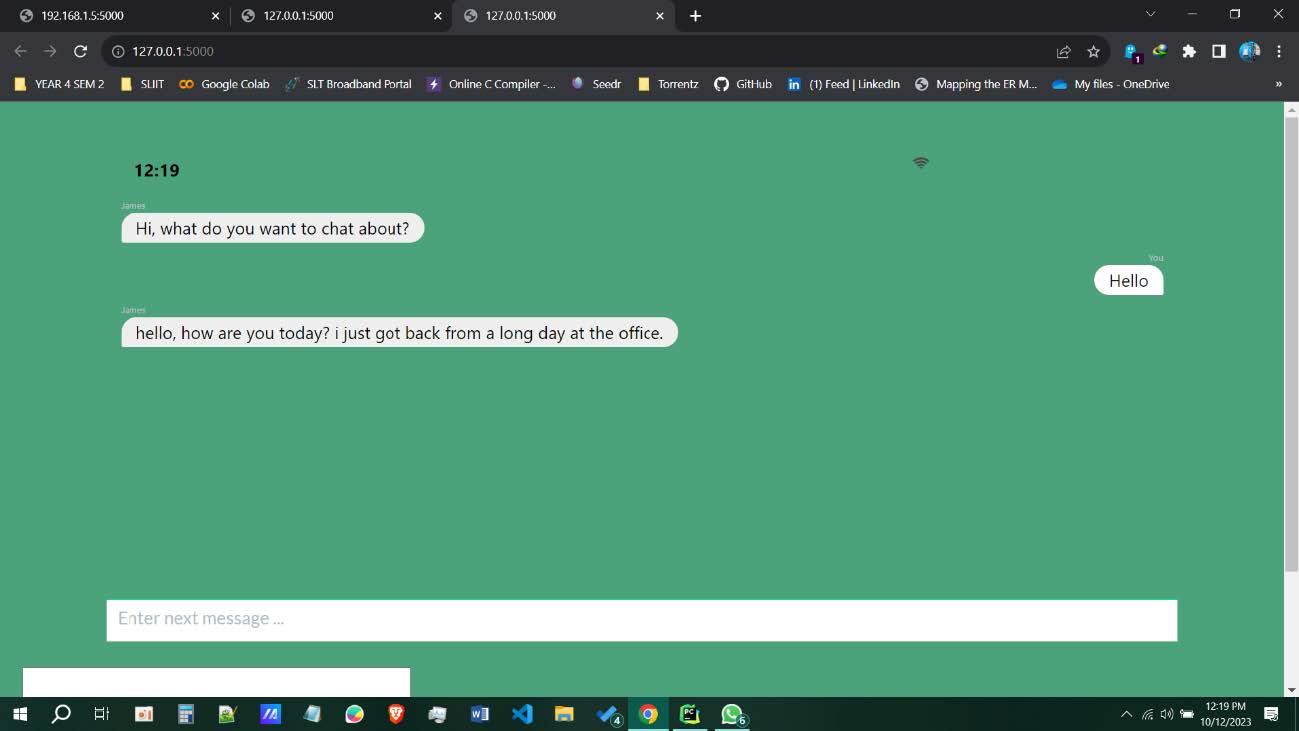 192.168.1.5:5000
127.0.0.1:5000
127.0.0.1:5000
127.0.0.1:5000
1
YEAR 4 SEM 2 SLIIT Google Colab SLT Broadband Portal Online C Compiler -... Seedr Torrentz GitHub (1) Feed | LinkedIn Mapping the ER M... My files - OneDrive »
12:19
James
Hi, what do you want to chat about?
You
Hello
James
hello, how are you today? i just got back from a long day at the office.
Enter next message ...
4
6
12:19 PM
10/12/2023